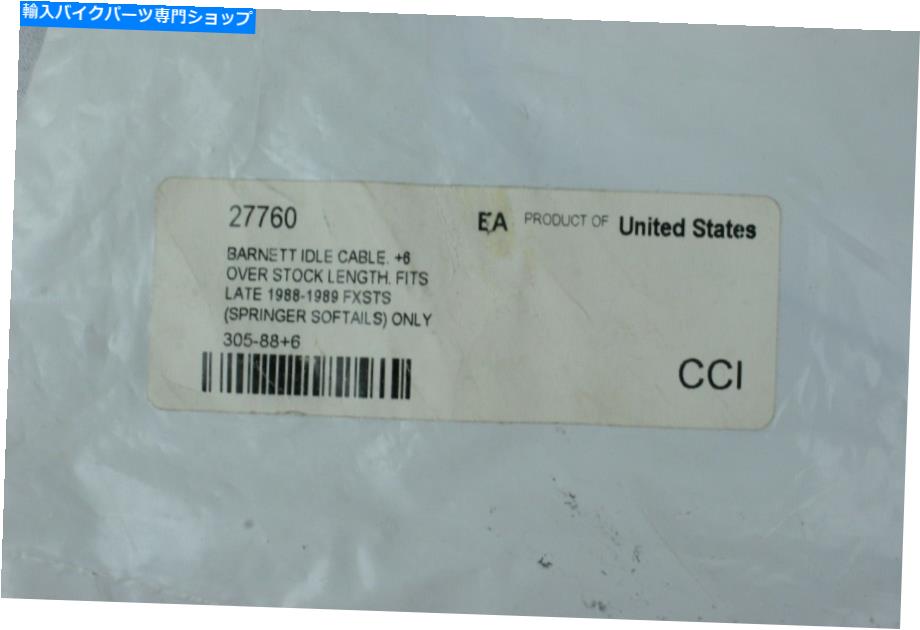 輸入バイクパーツ専門ショップ
27760
EA PRODUCT OF United States
BARNETT IDLE CABLE. +6
OVER STOCK LENGTH. FITS
LATE 1988-1989 FXSTS
(SPRINGER SOFTAILS) ONLY
305-88+6
CCI